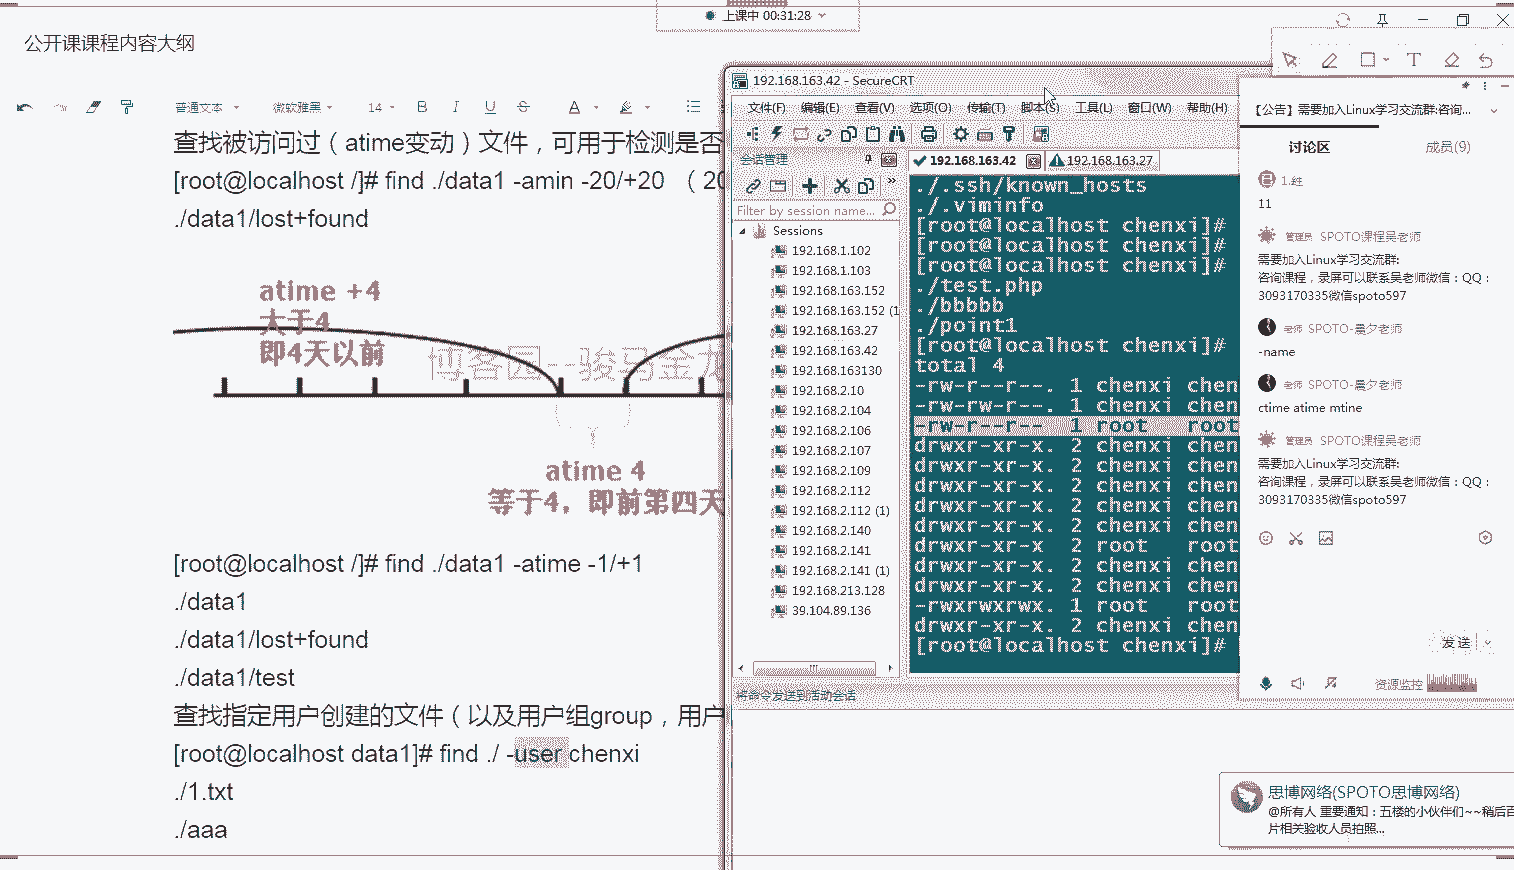 上课中 00:31:28
公开课课程内容大纲
普通文本 微软雅黑 14 B I U S A
查找被访问过（atime变动）文件，可用于检测是否
[root@localhost /]# find ./data1 -amin -20/+20 （20
./data1/lost+found
atime +4
大于4
即4天以前
博客园--骏马金龙
atime 4
等于4，即前第四天
[root@localhost /]# find ./data1 -atime -1/+1
./data1
./data1/lost+found
./data1/test
查找指定用户创建的文件（以及用户组group，用户
[root@localhost data1]# find ./ -user chenxi
./1.txt
./aaa
192.168.163.42 - SecureCRT
文件(F) 编辑(E) 查看(V) 选项(O) 传输(T) 脚本(S) 工具(L) 窗口(W) 帮助(H)
会话管理
Filter by session name...
Sessions
192.168.1.102
192.168.1.103
192.168.163.152
192.168.163.152 (1
192.168.163.27
192.168.163.42
192.168.163130
192.168.2.10
192.168.2.104
192.168.2.106
192.168.2.107
192.168.2.109
192.168.2.112
192.168.2.112 (1)
192.168.2.140
192.168.2.141
192.168.2.141 (1)
192.168.213.128
39.104.89.136
192.168.163.42 192.168.163.27
./.ssh/known_hosts
./.viminfo
[root@localhost chenxi]#
[root@localhost chenxi]#
[root@localhost chenxi]#
./test.php
./bbbbb
./point1
[root@localhost chenxi]#
total 4
-rw-r--r--. 1 chenxi chen
-rw-rw-r--. 1 chenxi chen
-rw-r--r-- 1 root root
drwxr-xr-x. 2 chenxi chen
drwxr-xr-x. 2 chenxi chen
drwxr-xr-x. 2 chenxi chen
drwxr-xr-x. 2 chenxi chen
drwxr-xr-x. 2 chenxi chen
drwxr-xr-x 2 root root
drwxr-xr-x. 2 chenxi chen
drwxr-xr-x. 2 chenxi chen
-rwxrwxrwx. 1 root root
drwxr-xr-x. 2 chenxi chen
[root@localhost chenxi]#
将命令发送到活动会话
【公告】需要加入Linux学习交流群:咨询...
讨论区 成员(9)
11
管理员 SPOTO课程吴老师
需要加入Linux学习交流群:
咨询课程，录屏可以联系吴老师微信：QQ：
3093170335微信spoto597
老师 SPOTO-晨夕老师
-name
老师 SPOTO-晨夕老师
ctime atime mtine
管理员 SPOTO课程吴老师
需要加入Linux学习交流群:
咨询课程，录屏可以联系吴老师微信：QQ：
3093170335微信spoto597
发送
资源监控
思博网络(SPOTO思博网络)
@所有人 重要通知：五楼的小伙伴们~~稍后百
片相关验收人员拍照...